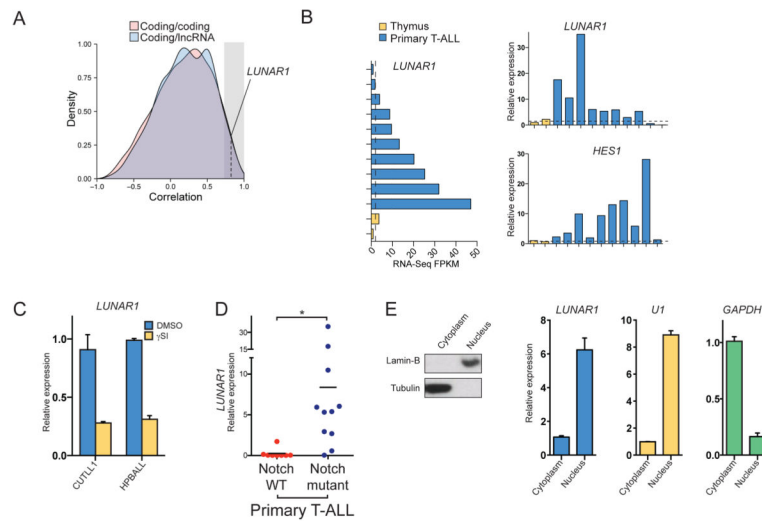 A
Coding/coding
Coding/lncRNA
LUNAR1
1.00
0.75
0.50
0.25
0.00
Density
−1.0 −0.5 0.0 0.5 1.0
Correlation
B
Thymus
Primary T-ALL
LUNAR1
0 10 20 30 40 50
RNA-Seq FPKM
LUNAR1
Relative expression
30
20
10
0
HES1
Relative expression
30
20
10
0
C
LUNAR1
DMSO
γSI
Relative expression
1.0
0.5
0.0
CUTLL1
HPBALL
D
*
LUNAR1
Relative expression
30
15
10
5
0
Notch WT
Notch mutant
Primary T-ALL
E
Cytoplasm
Nucleus
Lamin-B
Tubulin
LUNAR1
Relative expression
8
6
4
2
0
Cytoplasm
Nucleus
U1
10
8
6
4
2
0
Cytoplasm
Nucleus
GAPDH
1.0
0.5
0.0
Cytoplasm
Nucleus